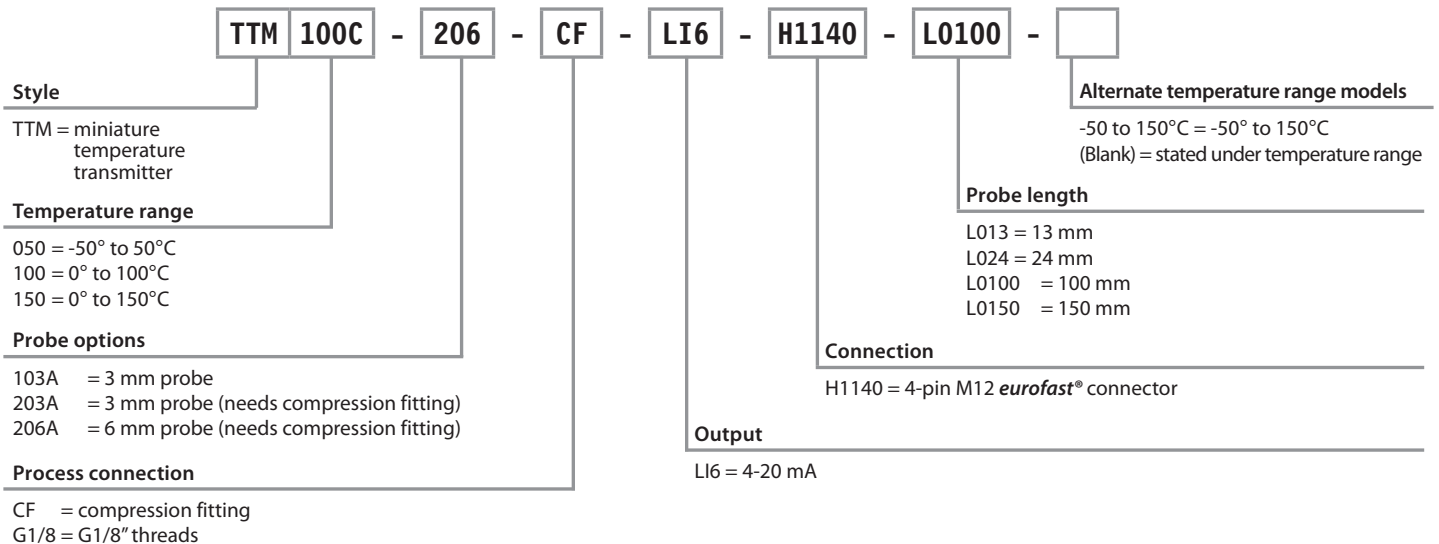 TTM 100C - 206 - CF - LI6 - H1140 - L0100 -
Style
TTM = miniature
temperature
transmitter
Temperature range
050 = -50° to 50°C
100 = 0° to 100°C
150 = 0° to 150°C
Probe options
103A = 3 mm probe
203A = 3 mm probe (needs compression fitting)
206A = 6 mm probe (needs compression fitting)
Process connection
CF = compression fitting
G1/8 = G1/8” threads
Alternate temperature range models
-50 to 150°C = -50° to 150°C
(Blank) = stated under temperature range
Probe length
L013 = 13 mm
L024 = 24 mm
L0100 = 100 mm
L0150 = 150 mm
Connection
H1140 = 4-pin M12 eurofast® connector
Output
LI6 = 4-20 mA